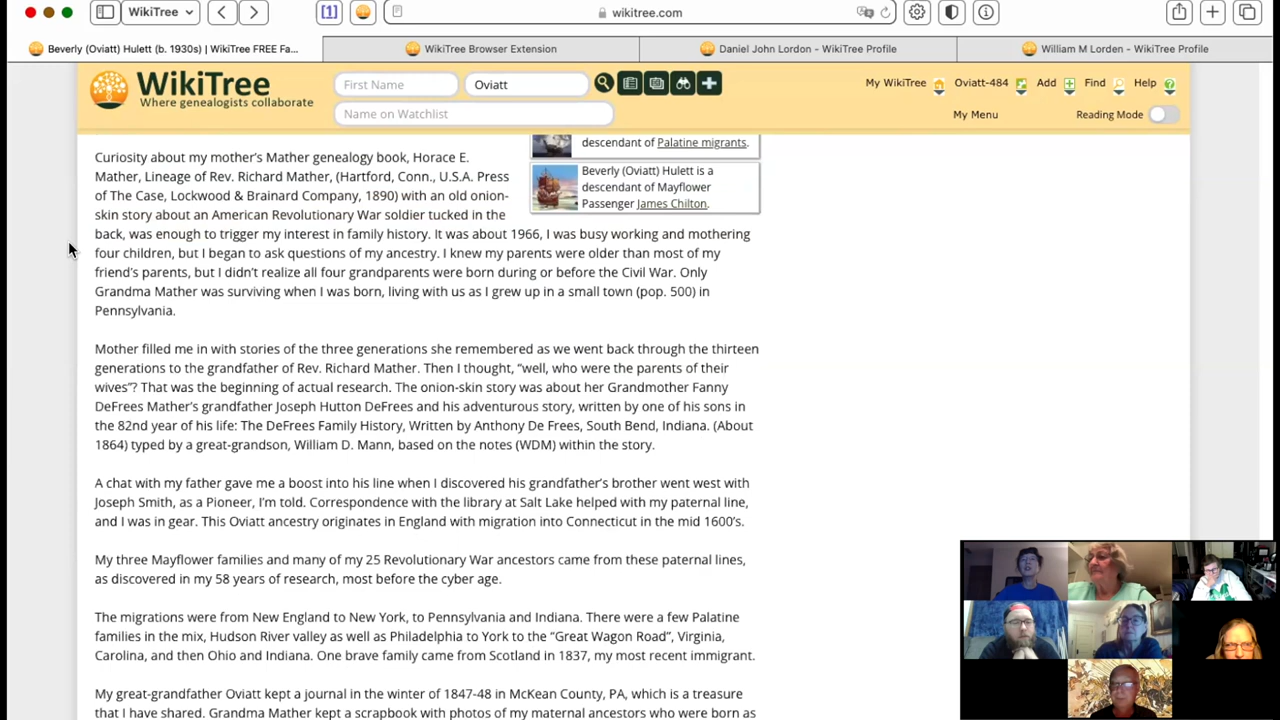 WikiTree
[1]
wikitree.com
Beverly (Oviatt) Hulett (b. 1930s) | WikiTree FREE Fa...
WikiTree Browser Extension
Daniel John Lordon - WikiTree Profile
William M Lorden - WikiTree Profile
WikiTree
Where genealogists collaborate
First Name
Oviatt
Name on Watchlist
My WikiTree
Oviatt-484
Add
Find
Help
My Menu
Reading Mode
descendant of Palatine migrants.
Beverly (Oviatt) Hulett is a
descendant of Mayflower
Passenger James Chilton.
Curiosity about my mother’s Mather genealogy book, Horace E.
Mather, Lineage of Rev. Richard Mather, (Hartford, Conn., U.S.A. Press
of The Case, Lockwood & Brainard Company, 1890) with an old onion-
skin story about an American Revolutionary War soldier tucked in the
back, was enough to trigger my interest in family history. It was about 1966, I was busy working and mothering
four children, but I began to ask questions of my ancestry. I knew my parents were older than most of my
friend’s parents, but I didn’t realize all four grandparents were born during or before the Civil War. Only
Grandma Mather was surviving when I was born, living with us as I grew up in a small town (pop. 500) in
Pennsylvania.
Mother filled me in with stories of the three generations she remembered as we went back through the thirteen
generations to the grandfather of Rev. Richard Mather. Then I thought, “well, who were the parents of their
wives”? That was the beginning of actual research. The onion-skin story was about her Grandmother Fanny
DeFrees Mather’s grandfather Joseph Hutton DeFrees and his adventurous story, written by one of his sons in
the 82nd year of his life: The DeFrees Family History, Written by Anthony De Frees, South Bend, Indiana. (About
1864) typed by a great-grandson, William D. Mann, based on the notes (WDM) within the story.
A chat with my father gave me a boost into his line when I discovered his grandfather’s brother went west with
Joseph Smith, as a Pioneer, I’m told. Correspondence with the library at Salt Lake helped with my paternal line,
and I was in gear. This Oviatt ancestry originates in England with migration into Connecticut in the mid 1600’s.
My three Mayflower families and many of my 25 Revolutionary War ancestors came from these paternal lines,
as discovered in my 58 years of research, most before the cyber age.
The migrations were from New England to New York, to Pennsylvania and Indiana. There were a few Palatine
families in the mix, Hudson River valley as well as Philadelphia to York to the “Great Wagon Road”, Virginia,
Carolina, and then Ohio and Indiana. One brave family came from Scotland in 1837, my most recent immigrant.
My great-grandfather Oviatt kept a journal in the winter of 1847-48 in McKean County, PA, which is a treasure
that I have shared. Grandma Mather kept a scrapbook with photos of my maternal ancestors who were born as